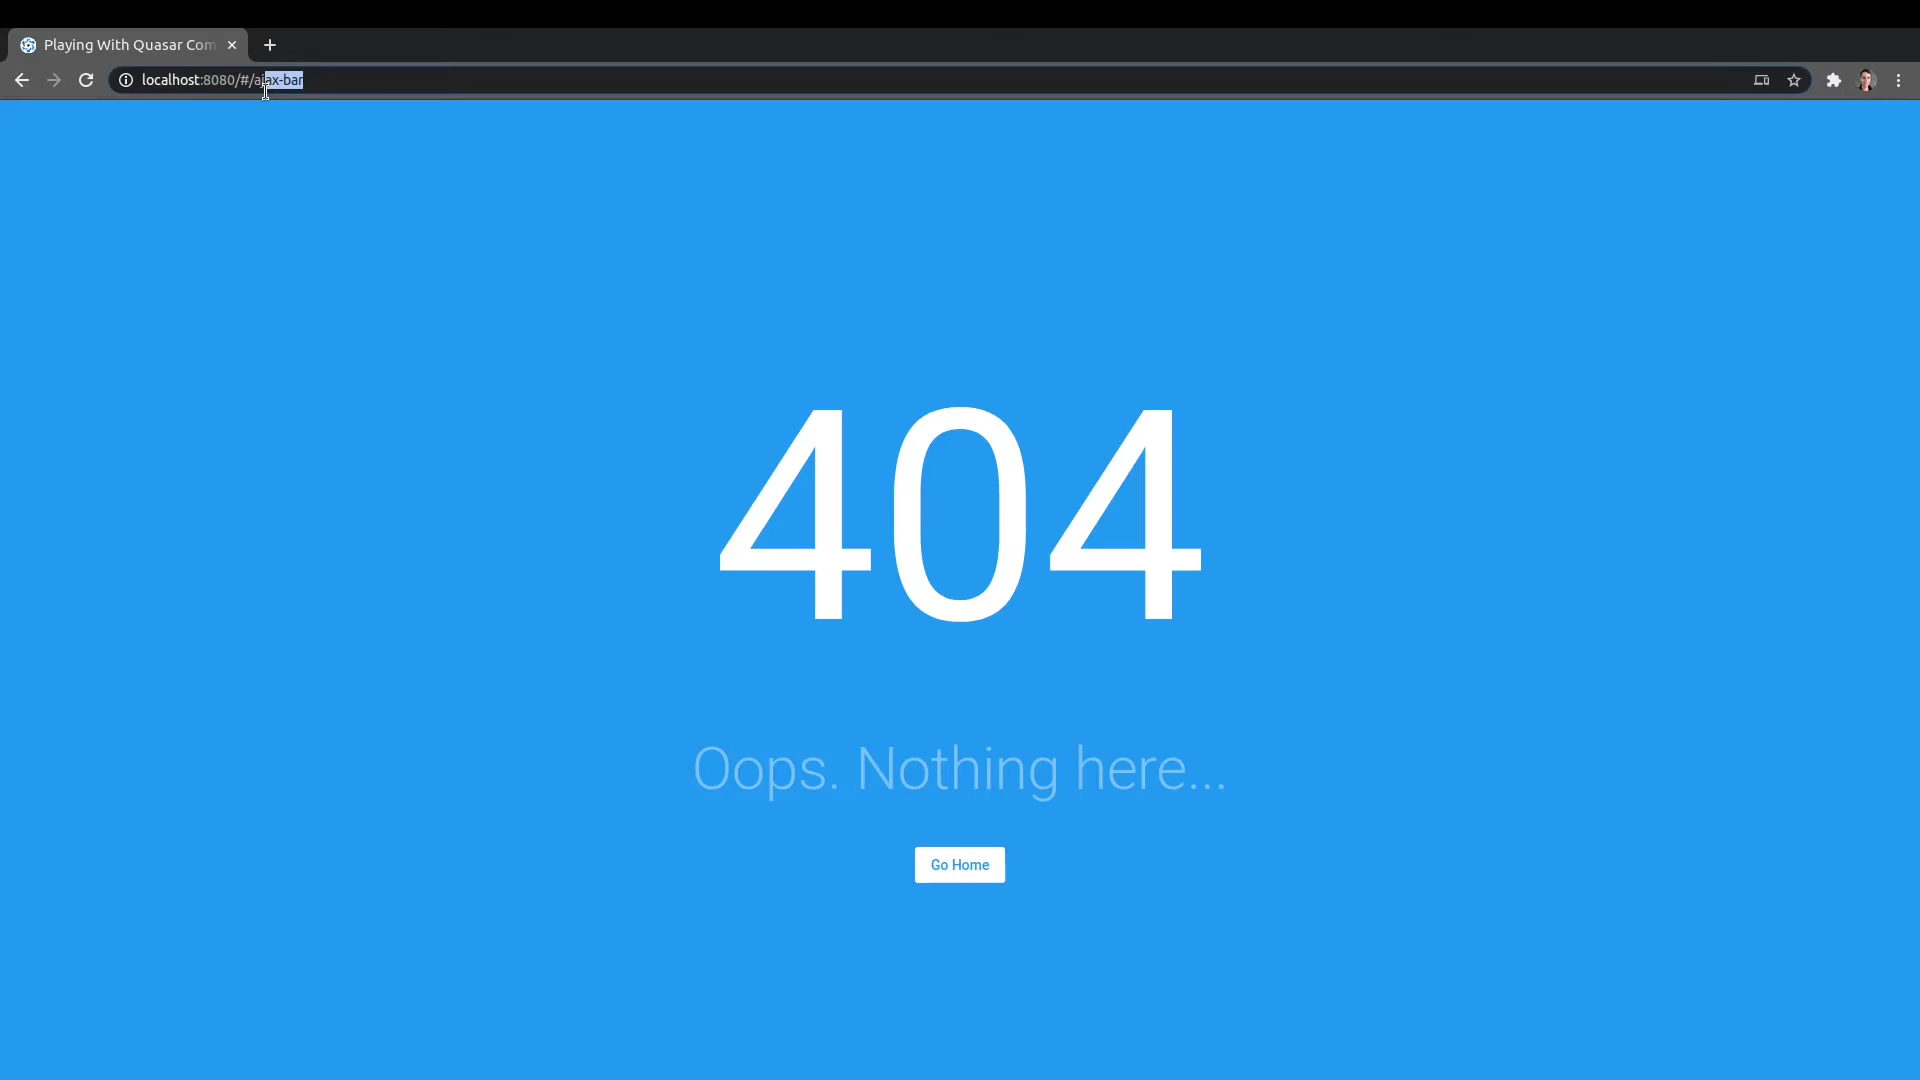 Playing With Quasar Com
localhost:8080/#/ajax-bar
404
Oops. Nothing here...
Go Home